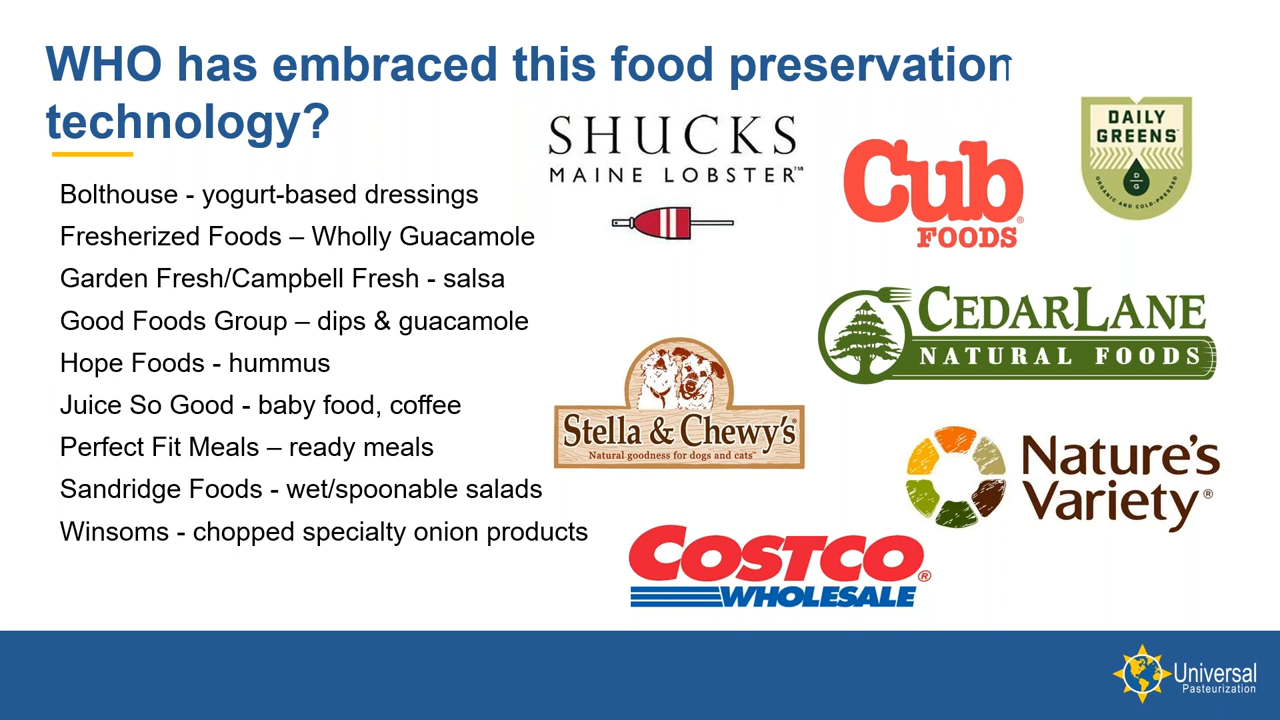 WHO has embraced this food preservation
technology?
Bolthouse - yogurt-based dressings
Fresherized Foods – Wholly Guacamole
Garden Fresh/Campbell Fresh - salsa
Good Foods Group – dips & guacamole
Hope Foods - hummus
Juice So Good - baby food, coffee
Perfect Fit Meals – ready meals
Sandridge Foods - wet/spoonable salads
Winsoms - chopped specialty onion products
SHUCKS
MAINE LOBSTER™
Cub®
FOODS
DAILY
GREENS
D
G
ORGANIC AND COLD-PRESSED
CEDARLANE
NATURAL FOODS
Stella & Chewy's®
Natural goodness for dogs and cats™
Nature's
Variety®
COSTCO®
WHOLESALE
Universal
Pasteurization